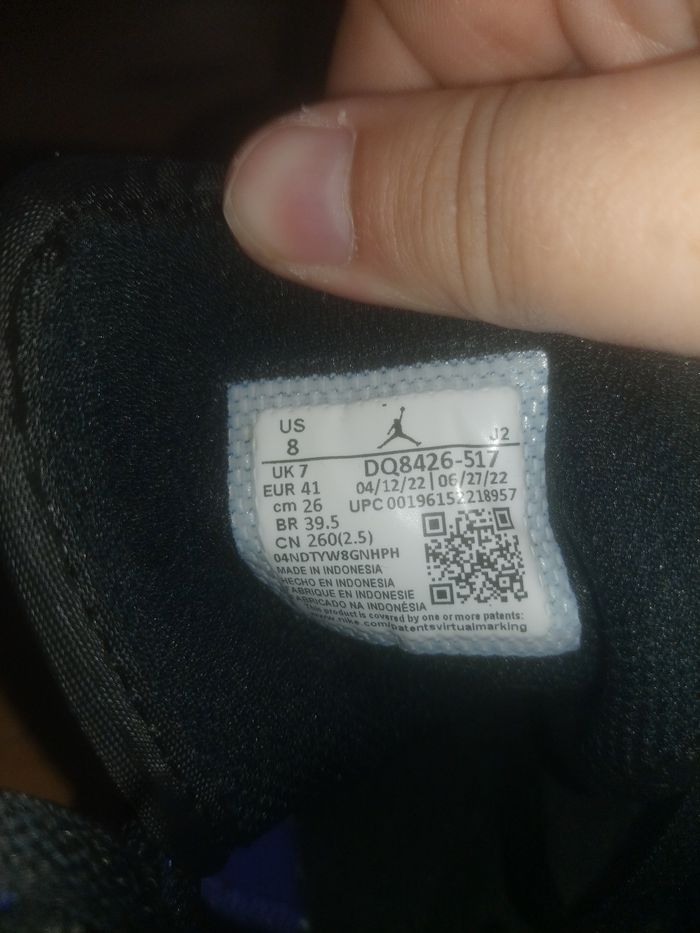 US
8
J2
UK 7
DQ8426-517
EUR 41
04/12/22 | 06/27/22
cm 26
UPC 00196152218957
BR 39.5
CN 260(2.5)
04NDTYW8GNHPH
MADE IN INDONESIA
HECHO EN INDONESIA
FABRIQUE EN INDONESIE
FABRICADO NA INDONÉSIA
This product is covered by one or more patents:
www.nike.com/patentsvirtualmarking